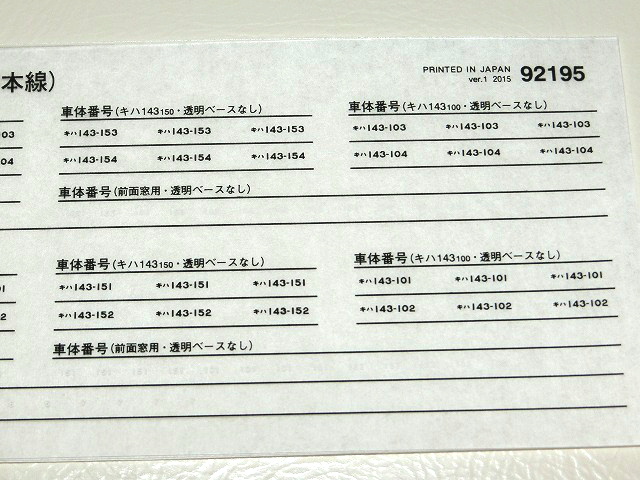 本線)
PRINTED IN JAPAN
ver.1 2015 92195
車体番号(キハ143150・透明ベースなし) 車体番号(キハ143100・透明ベースなし)
03 キハ143-153 キハ143-153 キハ143-153 キハ143-103 キハ143-103 キハ143-103
04 キハ143-154 キハ143-154 キハ143-154 キハ143-104 キハ143-104 キハ143-104
車体番号(前面窓用・透明ベースなし)
車体番号(キハ143150・透明ベースなし) 車体番号(キハ143100・透明ベースなし)
01 キハ143-151 キハ143-151 キハ143-151 キハ143-101 キハ143-101 キハ143-101
2 キハ143-152 キハ143-152 キハ143-152 キハ143-102 キハ143-102 キハ143-102
車体番号(前面窓用・透明ベースなし)